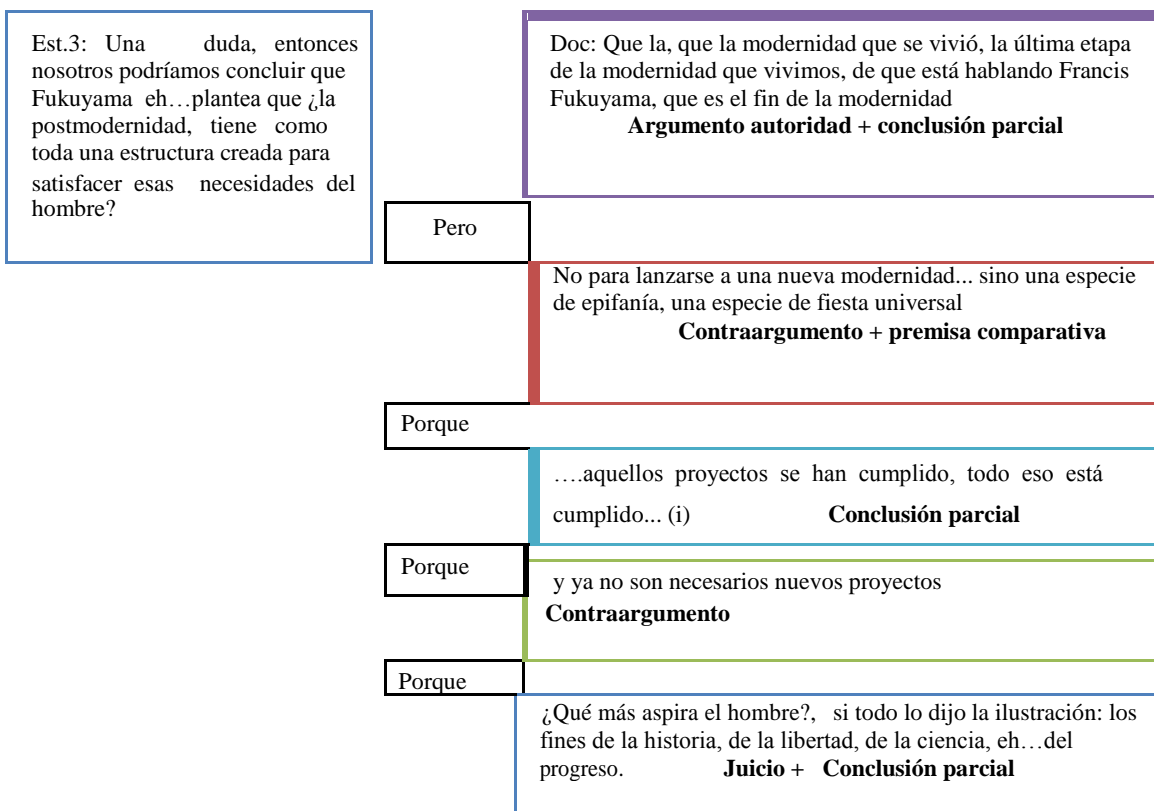 Est.3: Una duda, entonces
nosotros podríamos concluir que
Fukuyama eh…plantea que ¿la
postmodernidad, tiene como
toda una estructura creada para
satisfacer esas necesidades del
hombre?
Doc: Que la, que la modernidad que se vivió, la última etapa
de la modernidad que vivimos, de que está hablando Francis
Fukuyama, que es el fin de la modernidad
Argumento autoridad + conclusión parcial
Pero
No para lanzarse a una nueva modernidad... sino una especie
de epifanía, una especie de fiesta universal
Contraargumento + premisa comparativa
Porque
….aquellos proyectos se han cumplido, todo eso está
cumplido... (i) Conclusión parcial
Porque
y ya no son necesarios nuevos proyectos
Contraargumento
Porque
¿Qué más aspira el hombre?, si todo lo dijo la ilustración: los
fines de la historia, de la libertad, de la ciencia, eh…del
progreso. Juicio + Conclusión parcial